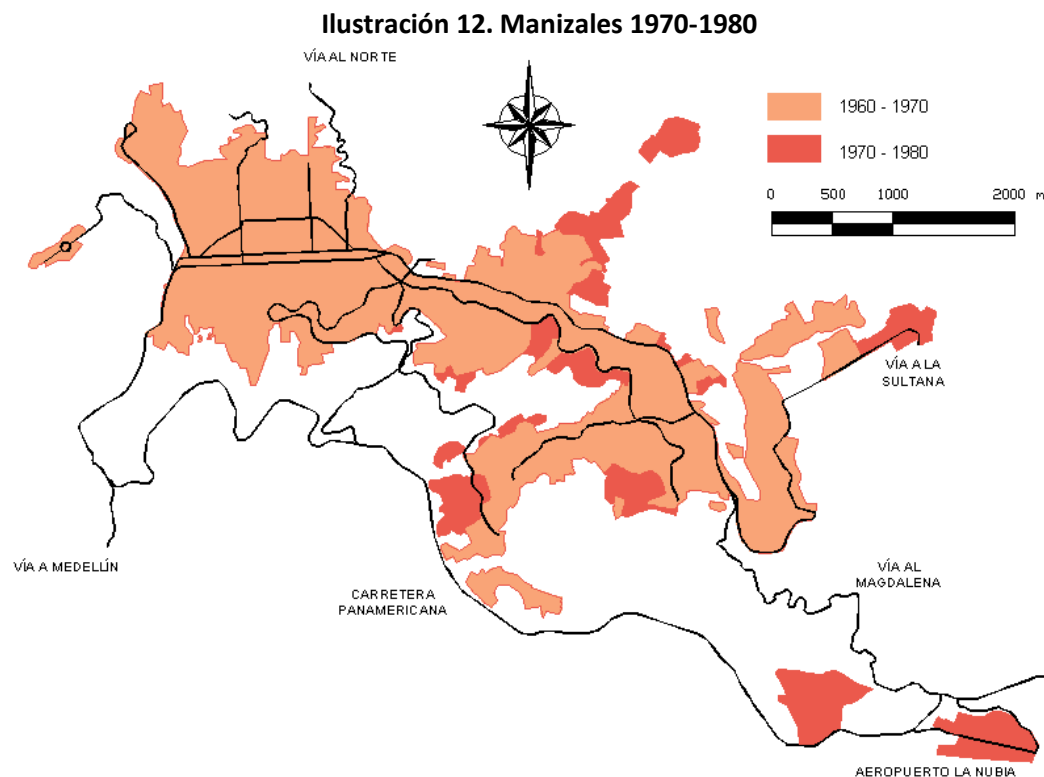 Ilustración 12. Manizales 1970-1980
VÍA AL NORTE
1960 - 1970
1970 - 1980
0 500 1000 2000 m
VÍA A LA
SULTANA
VÍA A MEDELLÍN
CARRETERA
PANAMERICANA
VÍA AL
MAGDALENA
AEROPUERTO LA NUBIA